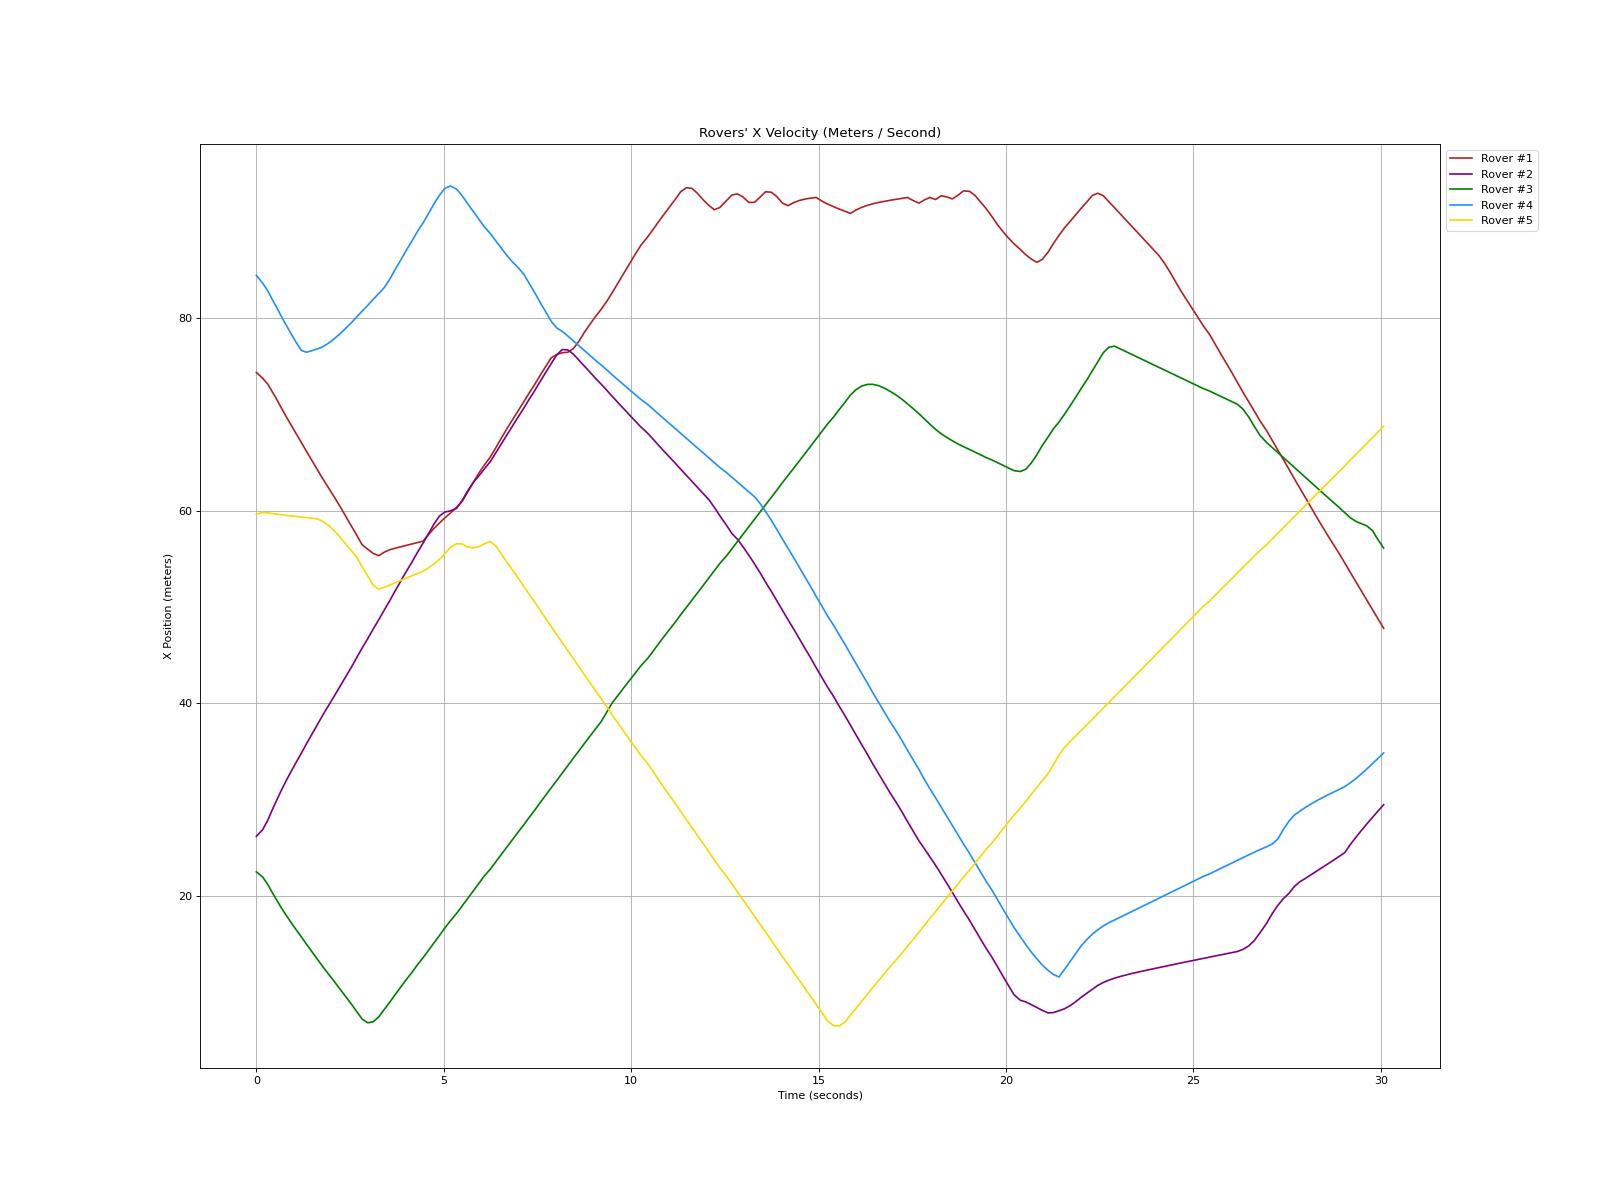 Rovers' X Velocity (Meters / Second)
Rover #1
Rover #2
Rover #3
Rover #4
Rover #5
X Position (meters)
80
60
40
20
0 5 10 15 20 25 30
Time (seconds)